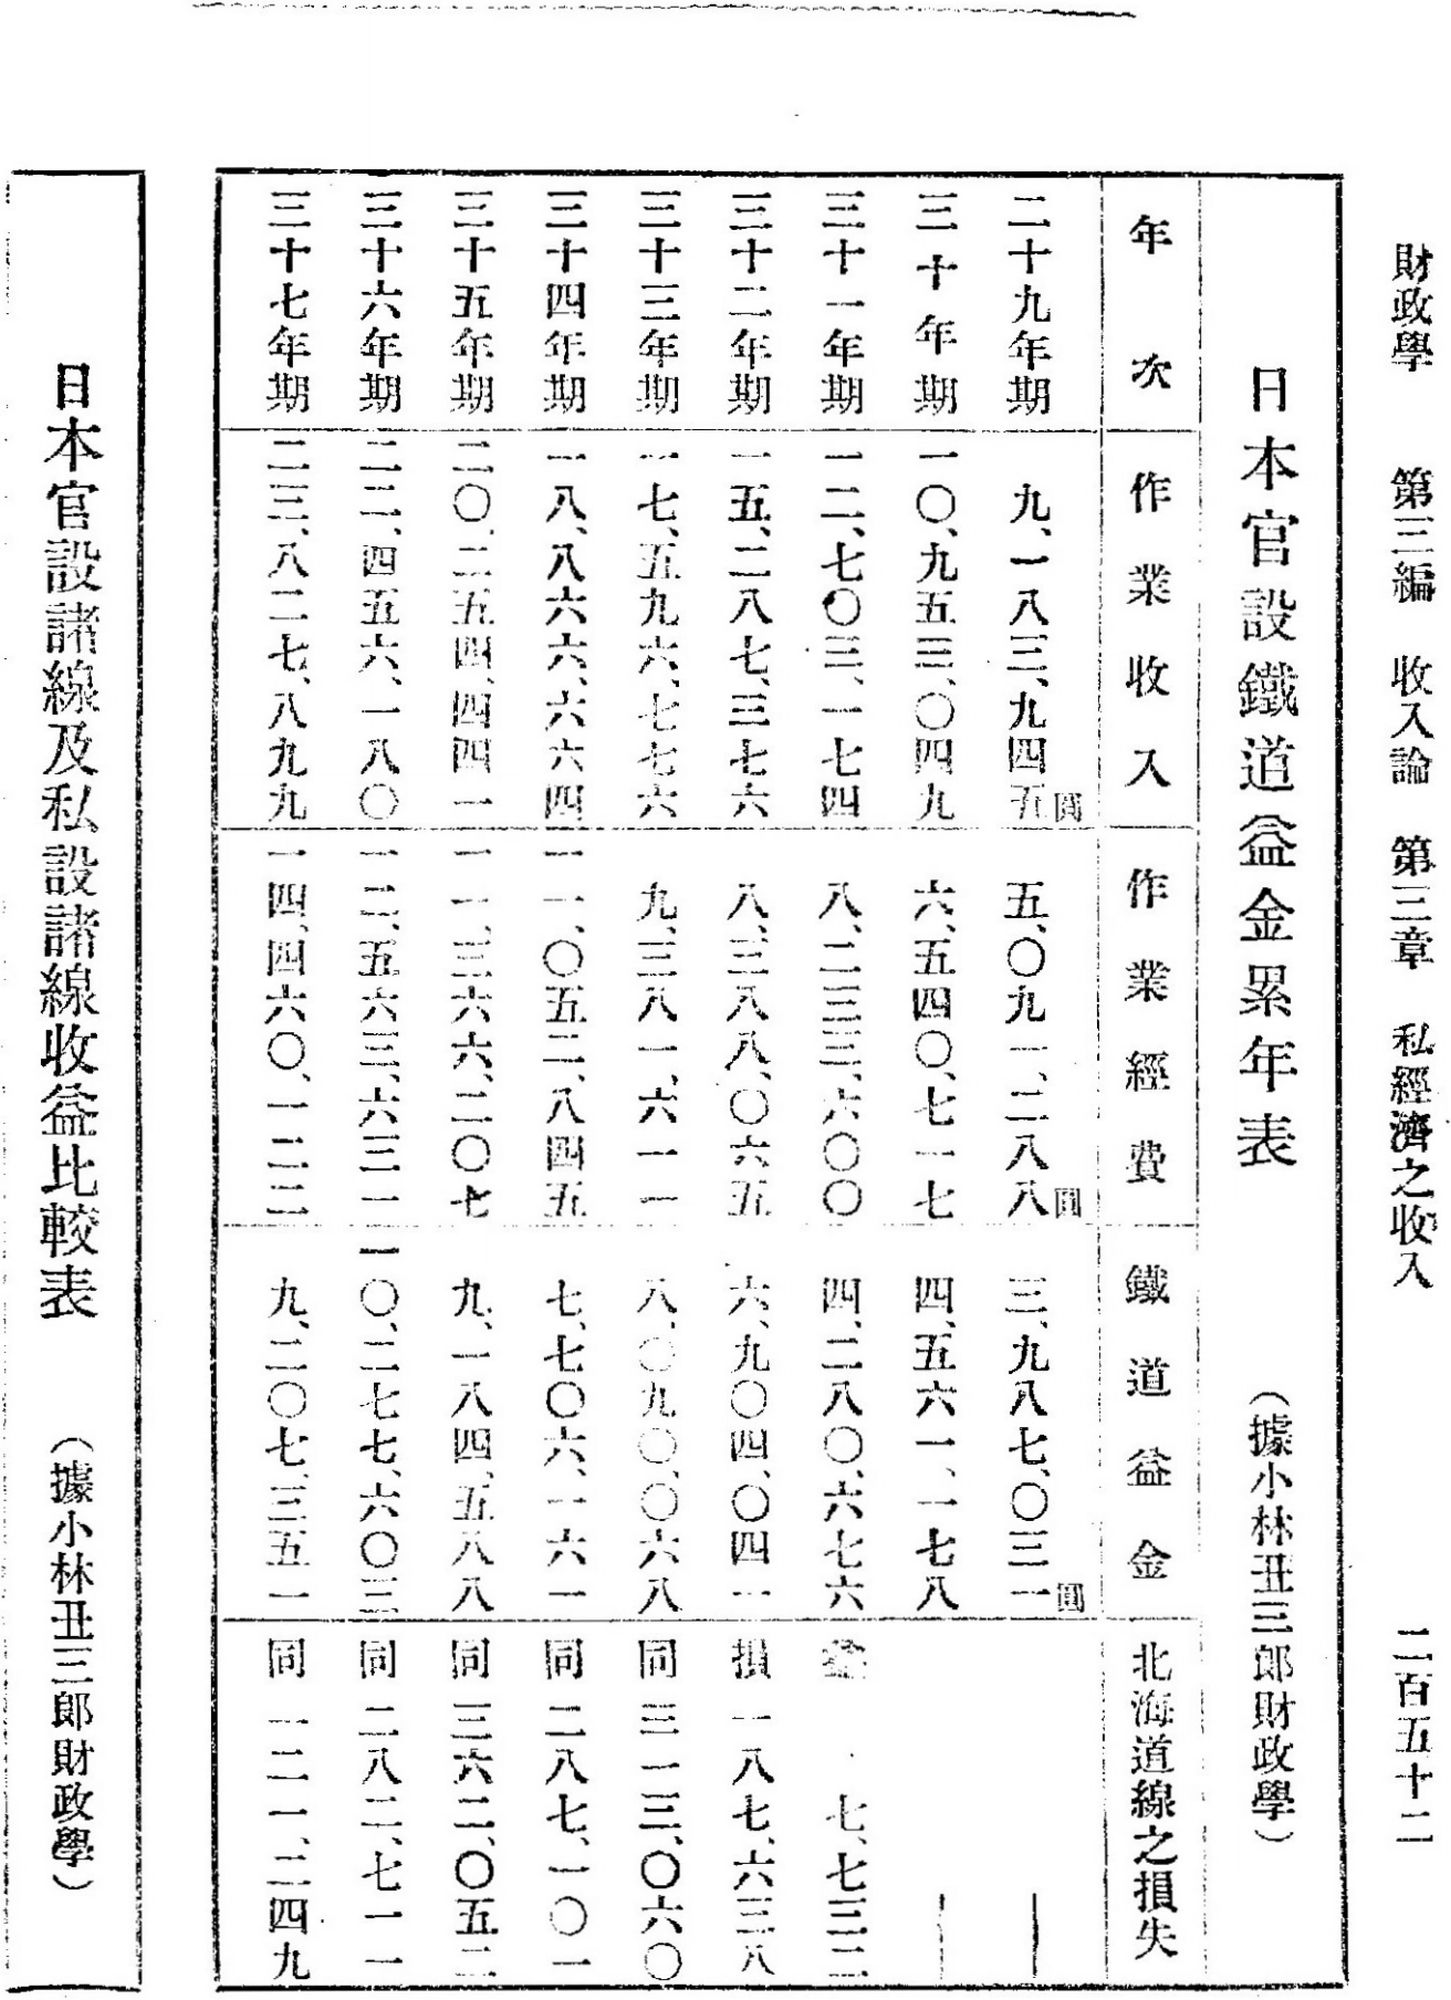 財政學 第三編 收入論 第三章 私經濟之收入 二百五十二
日本官設鐵道益金累年表 (據小林丑三郎財政學)
年次 作業收入 作業經費 鐵道益金 北海道線之損失
二十九年期 九、一八三、九四五圓 五、〇九一、二八八圓 三、九八七、〇三一圓 —
三十年期 一〇、九五三、〇四九 六、五四〇、七一七 四、五六一、一七八 —
三十一年期 一二、七〇三、一七四 八、二三三、六〇〇 四、二八〇、六七六 七、七三二
三十二年期 一五、二八七、三七六 八、三八八、〇六五 六、九〇四、〇四一 損 一八七、六三八
三十三年期 一七、五九六、七七六 九、三八一、六一一 八、〇九〇、〇六八 同 三一三、〇六〇
三十四年期 一八、八六六、六六四 一一、〇五二、八四五 七、七〇六、一六一 同 二八七、一〇一
三十五年期 二〇、二五四、四四一 一一、三六六、二〇七 九、一八四、五八八 同 三六二、〇五二
三十六年期 二二、四五六、一八〇 一二、五六三、六三一 一〇、二七七、六〇三 同 二八二、七一一
三十七年期 二三、八二七、八九九 一四、四六〇、一二二 九、二〇七、三五一 同 一二一、二四九
日本官設諸線及私設諸線收益比較表 (據小林丑三郎財政學)